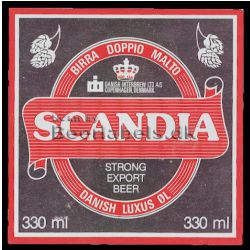 BIRRA DOPPIO MALTO
DANISH INTERBREW LTD A/S
COPENHAGEN DENMARK
SCANDIA
STRONG
EXPORT
BEER
DANISH LUXUS ØL
330 ml
330 ml